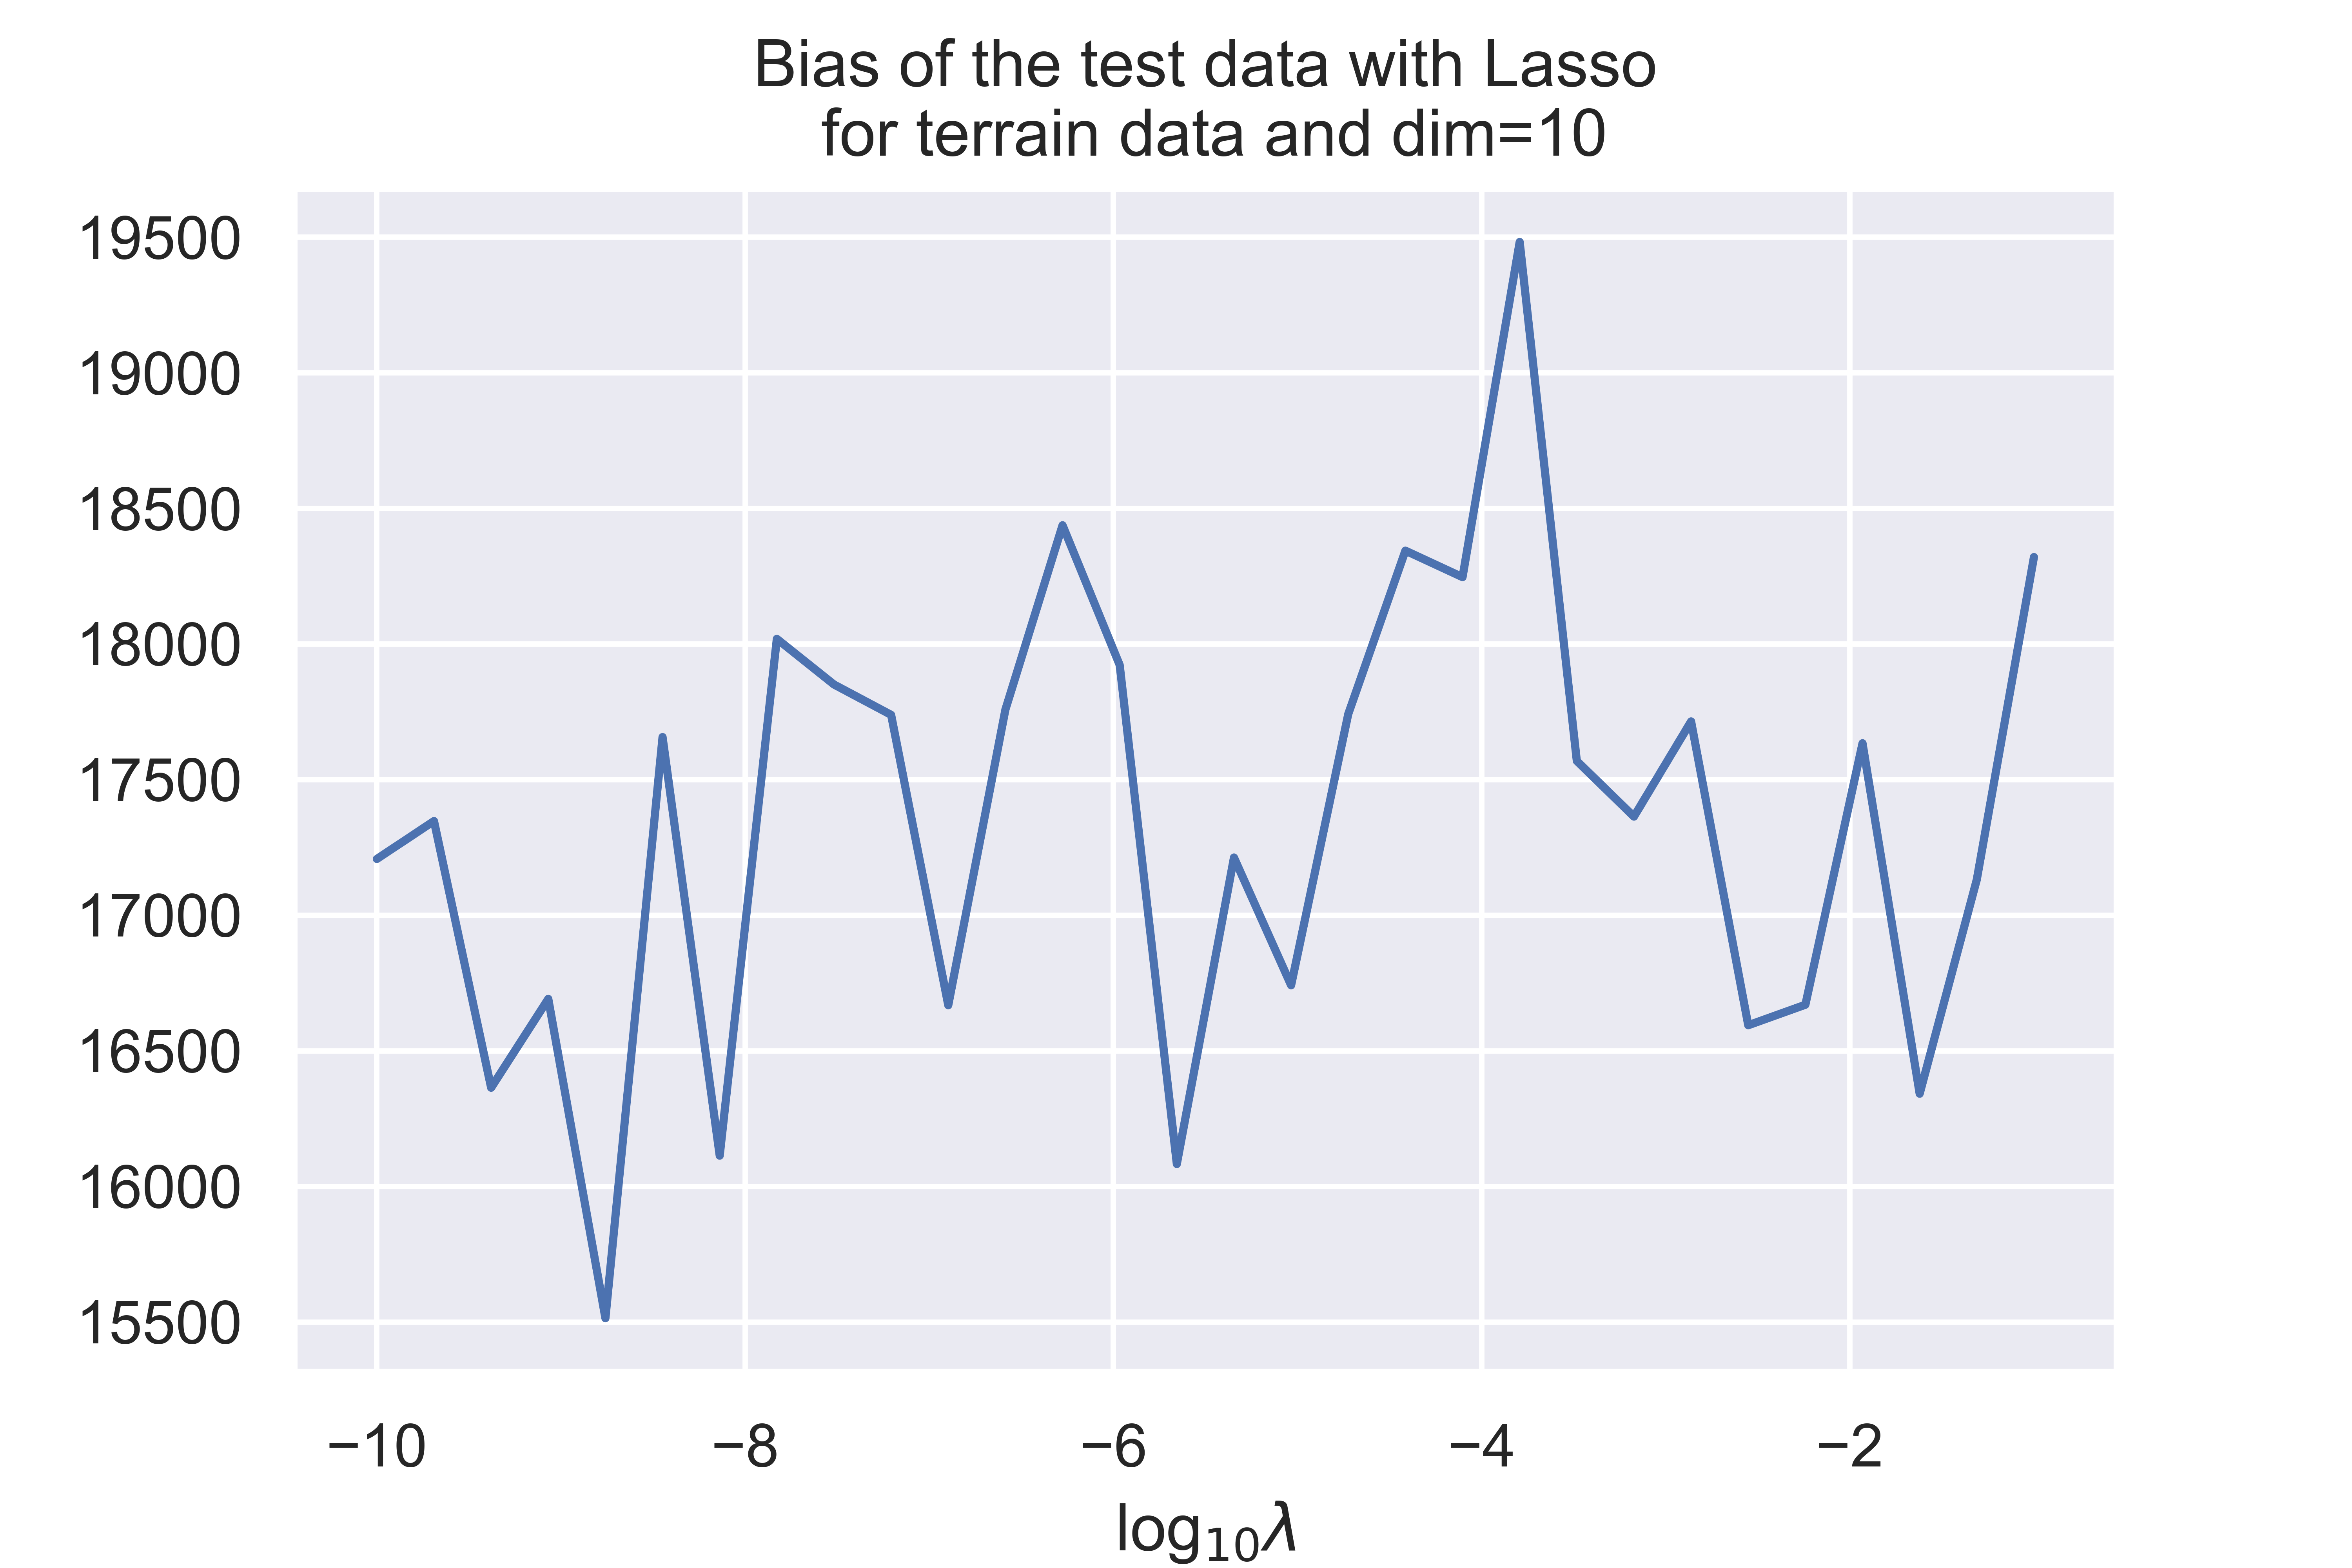 Bias of the test data with Lasso
for terrain data and dim=10
19500
19000
18500
18000
17500
17000
16500
16000
15500
−10 −8 −6 −4 −2
log₁₀λ